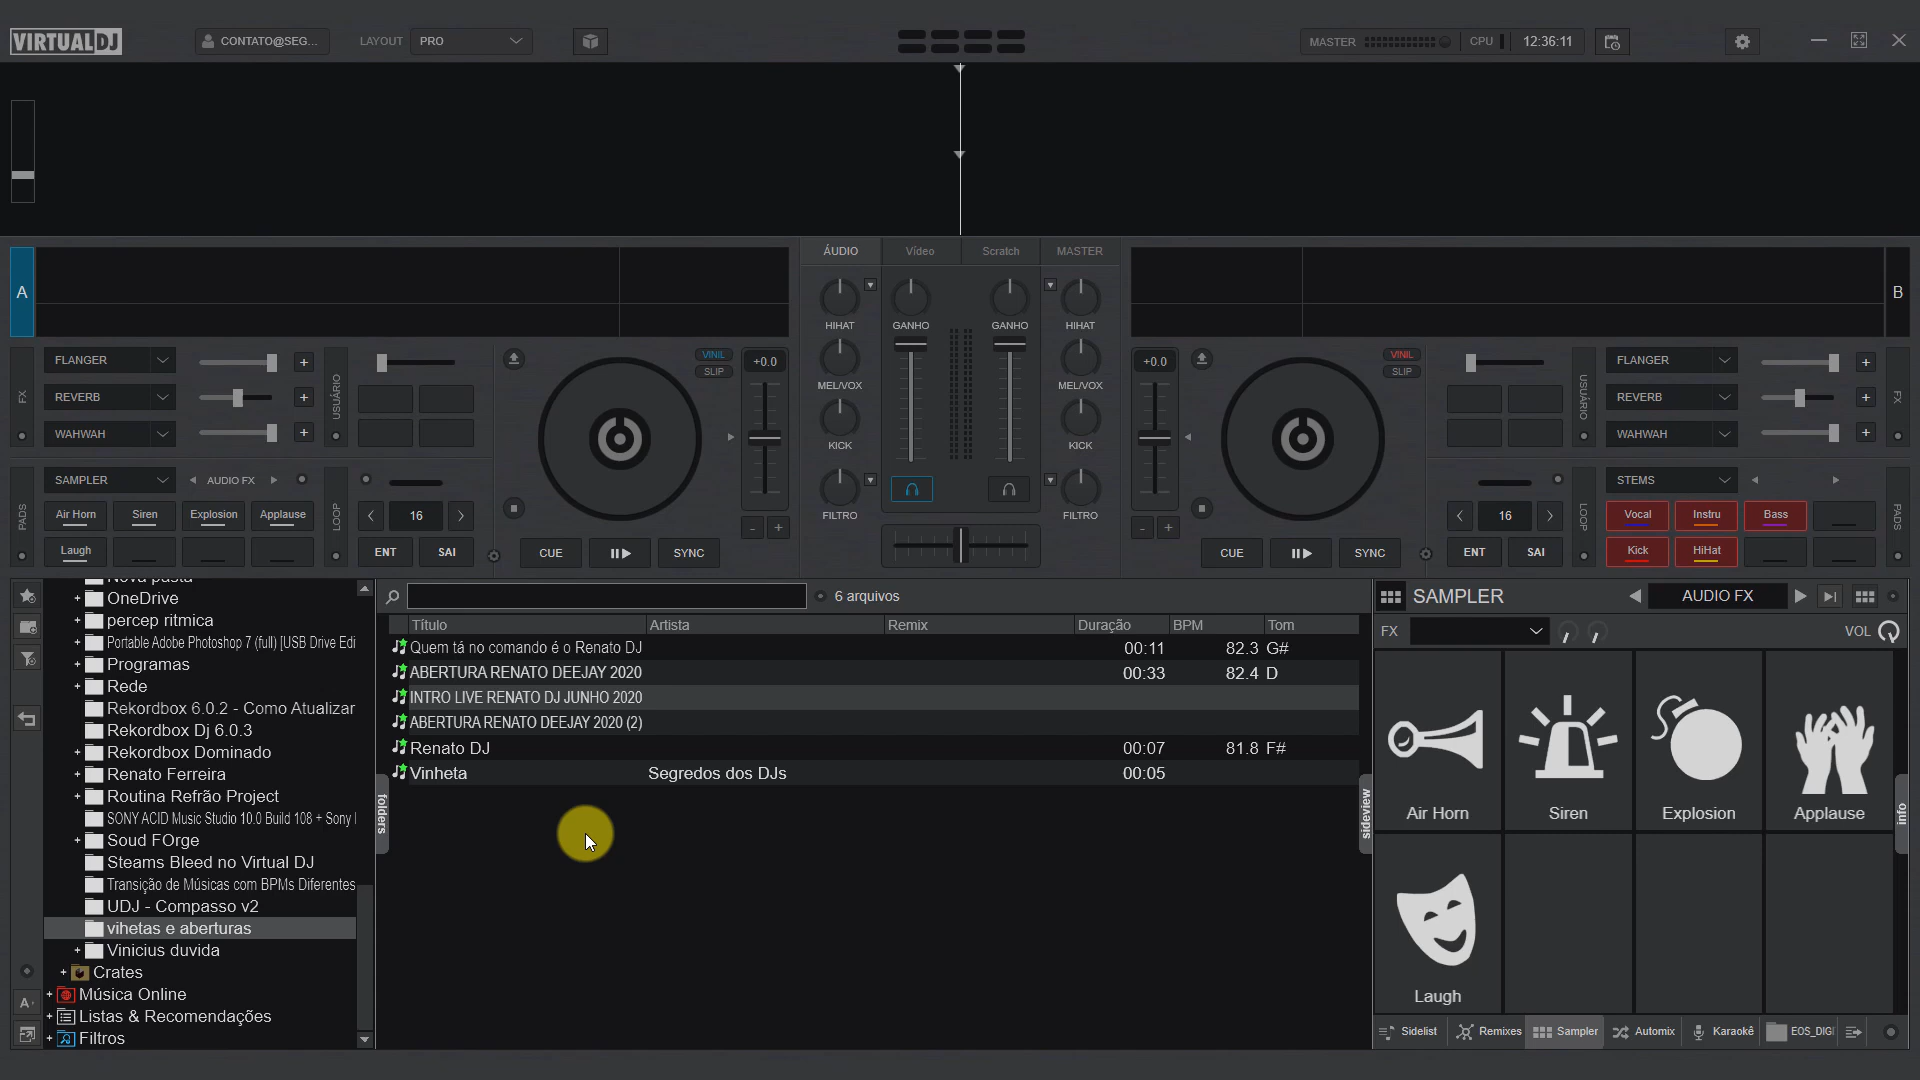 VIRTUALDJ
CONTATO@SEG...
LAYOUT PRO
MASTER
CPU
12:36:11
ÁUDIO Vídeo Scratch MASTER
A
B
HIHAT GANHO GANHO HIHAT
MEL/VOX MEL/VOX
KICK KICK
FILTRO FILTRO
FX
FLANGER
REVERB
WAHWAH
USUÁRIO
VINIL
SLIP
+0.0
PADS
SAMPLER AUDIO FX
Air Horn Siren Explosion Applause
Laugh
LOOP
16
ENT SAI
CUE SYNC
- +
+0.0
VINIL
SLIP
USUÁRIO
FLANGER
REVERB
WAHWAH
FX
- +
CUE SYNC
16
ENT SAI
LOOP
STEMS
Vocal Instru Bass
Kick HiHat
PADS
Nova pasta
OneDrive
percep ritmica
Portable Adobe Photoshop 7 (full) [USB Drive Edi
Programas
Rede
Rekordbox 6.0.2 - Como Atualizar
Rekordbox Dj 6.0.3
Rekordbox Dominado
Renato Ferreira
Routina Refrão Project
SONY ACID Music Studio 10.0 Build 108 + Sony
Soud FOrge
Steams Bleed no Virtual DJ
Transição de Músicas com BPMs Diferentes
UDJ - Compasso v2
vihetas e aberturas
Vinicius duvida
Crates
Música Online
Listas & Recomendações
Filtros
folders
6 arquivos
Título Artista Remix Duração BPM Tom
Quem tá no comando é o Renato DJ 00:11 82.3 G#
ABERTURA RENATO DEEJAY 2020 00:33 82.4 D
INTRO LIVE RENATO DJ JUNHO 2020
ABERTURA RENATO DEEJAY 2020 (2)
Renato DJ 00:07 81.8 F#
Vinheta Segredos dos DJs 00:05
sideview
SAMPLER AUDIO FX
FX VOL
Air Horn Siren Explosion Applause
Laugh
info
Sidelist Remixes Sampler Automix Karaokê EOS_DIGI